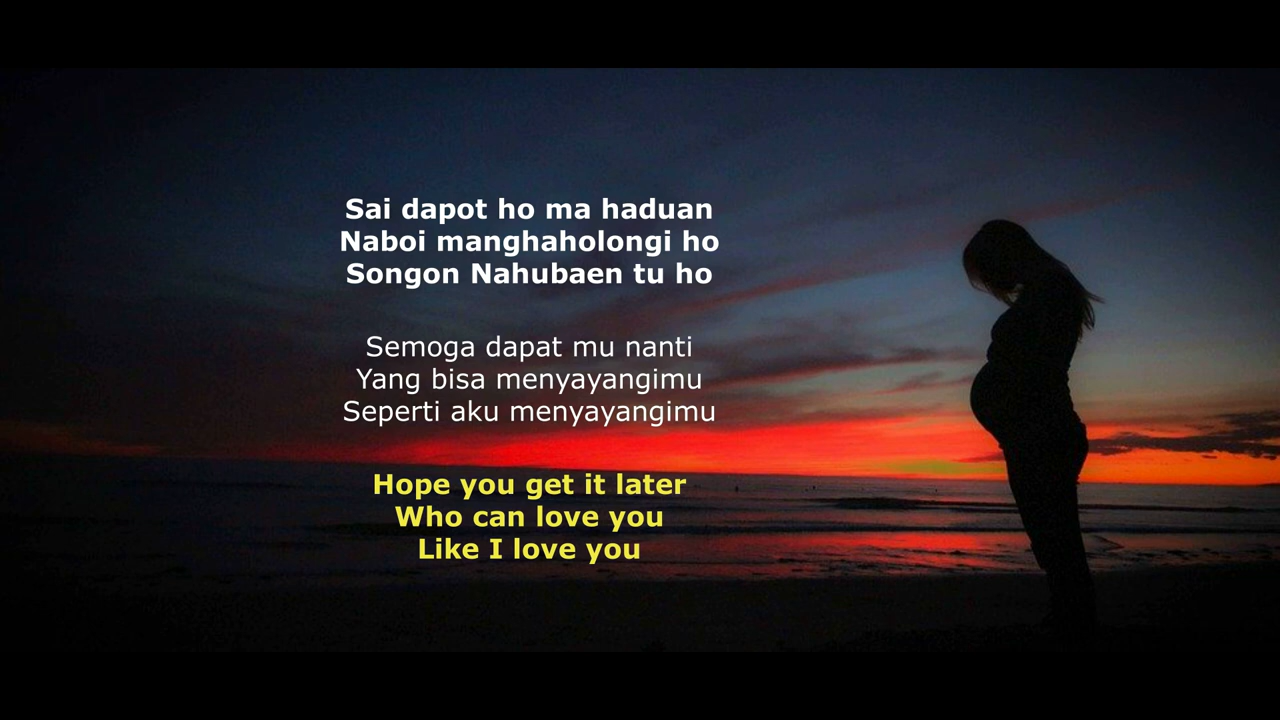 Sai dapot ho ma haduan
Naboi manghaholongi ho
Songon Nahubaen tu ho
Semoga dapat mu nanti
Yang bisa menyayangimu
Seperti aku menyayangimu
Hope you get it later
Who can love you
Like I love you